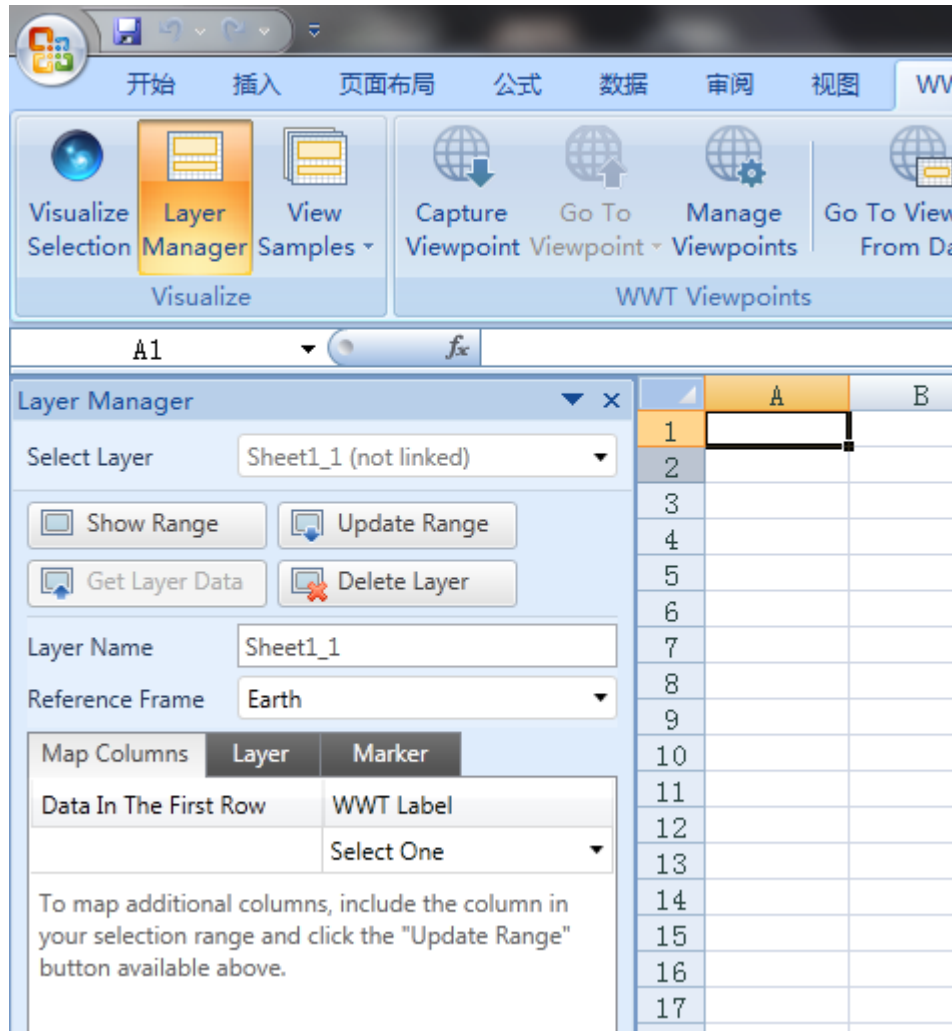 开始 插入 页面布局 公式 数据 审阅 视图
Visualize Selection
Layer Manager
View Samples
Capture Viewpoint
Go To Viewpoint
Manage Viewpoints
Go To
From
Visualize
WWT Viewpoints
A1
fx
Layer Manager
Select Layer Sheet1_1 (not linked)
Show Range Update Range
Get Layer Data Delete Layer
Layer Name Sheet1_1
Reference Frame Earth
Map Columns Layer Marker
Data In The First Row WWT Label
Select One
To map additional columns, include the column in
your selection range and click the "Update Range"
button available above.
A B
1
2
3
4
5
6
7
8
9
10
11
12
13
14
15
16
17